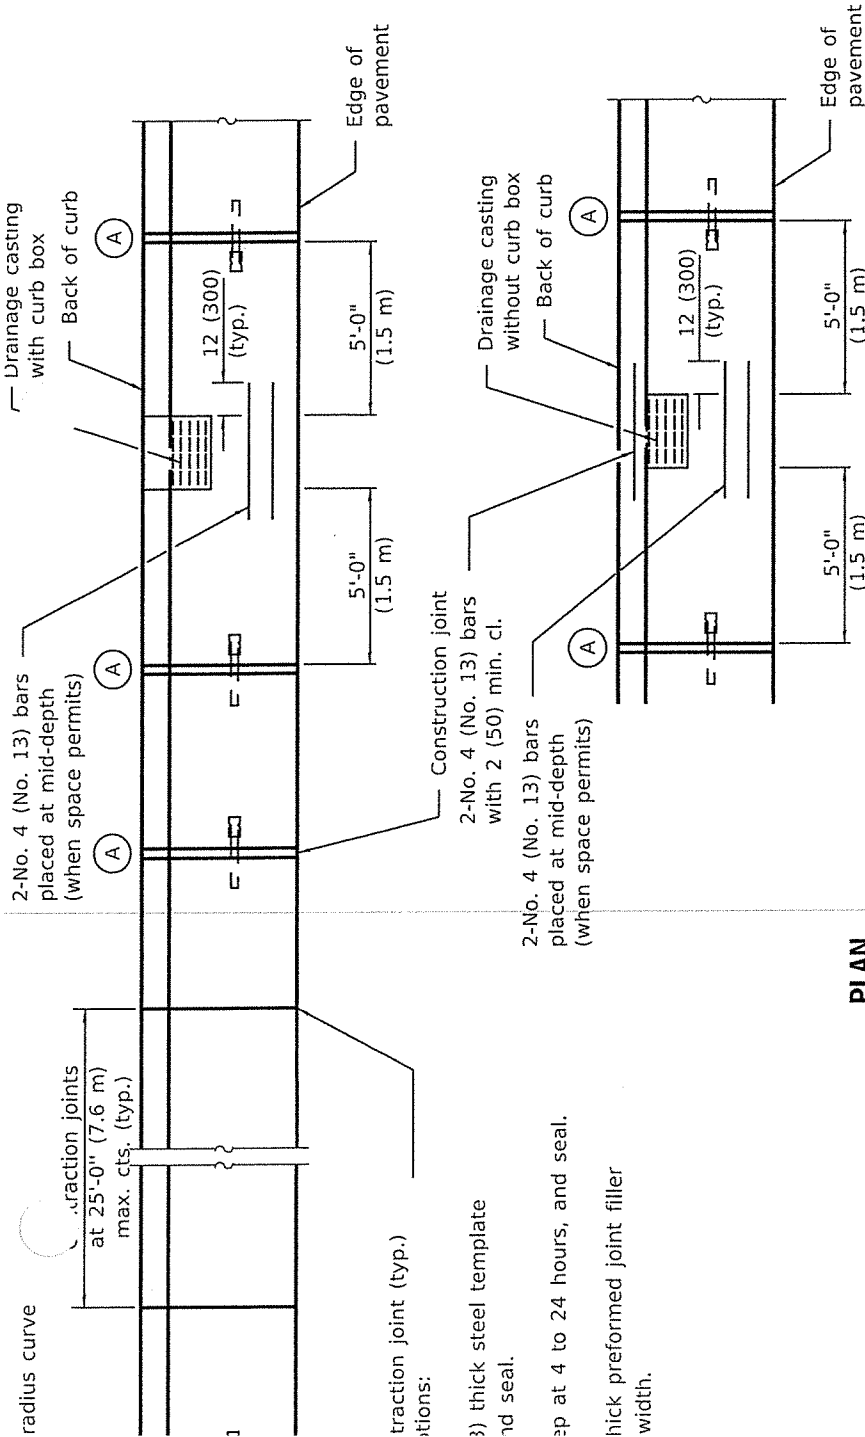 Drainage casting
with curb box
Back of curb
Edge of
pavement
A
12 (300)
(typ.)
5'-0"
(1.5 m)
5'-0"
(1.5 m)
2-No. 4 (No. 13) bars
placed at mid-depth
(when space permits)
A
A
Construction joint
at 25'-0" (7.6 m)
max. cts. (typ.)
joints
radius curve
joint (typ.)
thick steel template
seal.
at 4 to 24 hours, and seal.
preformed joint filler
width.
Drainage casting
without curb box
Back of curb
Edge of
pavement
A
12 (300)
(typ.)
5'-0"
(1.5 m)
5'-0"
(1.5 m)
2-No. 4 (No. 13) bars
with 2 (50) min. cl.
2-No. 4 (No. 13) bars
placed at mid-depth
(when space permits)
A
PLAN